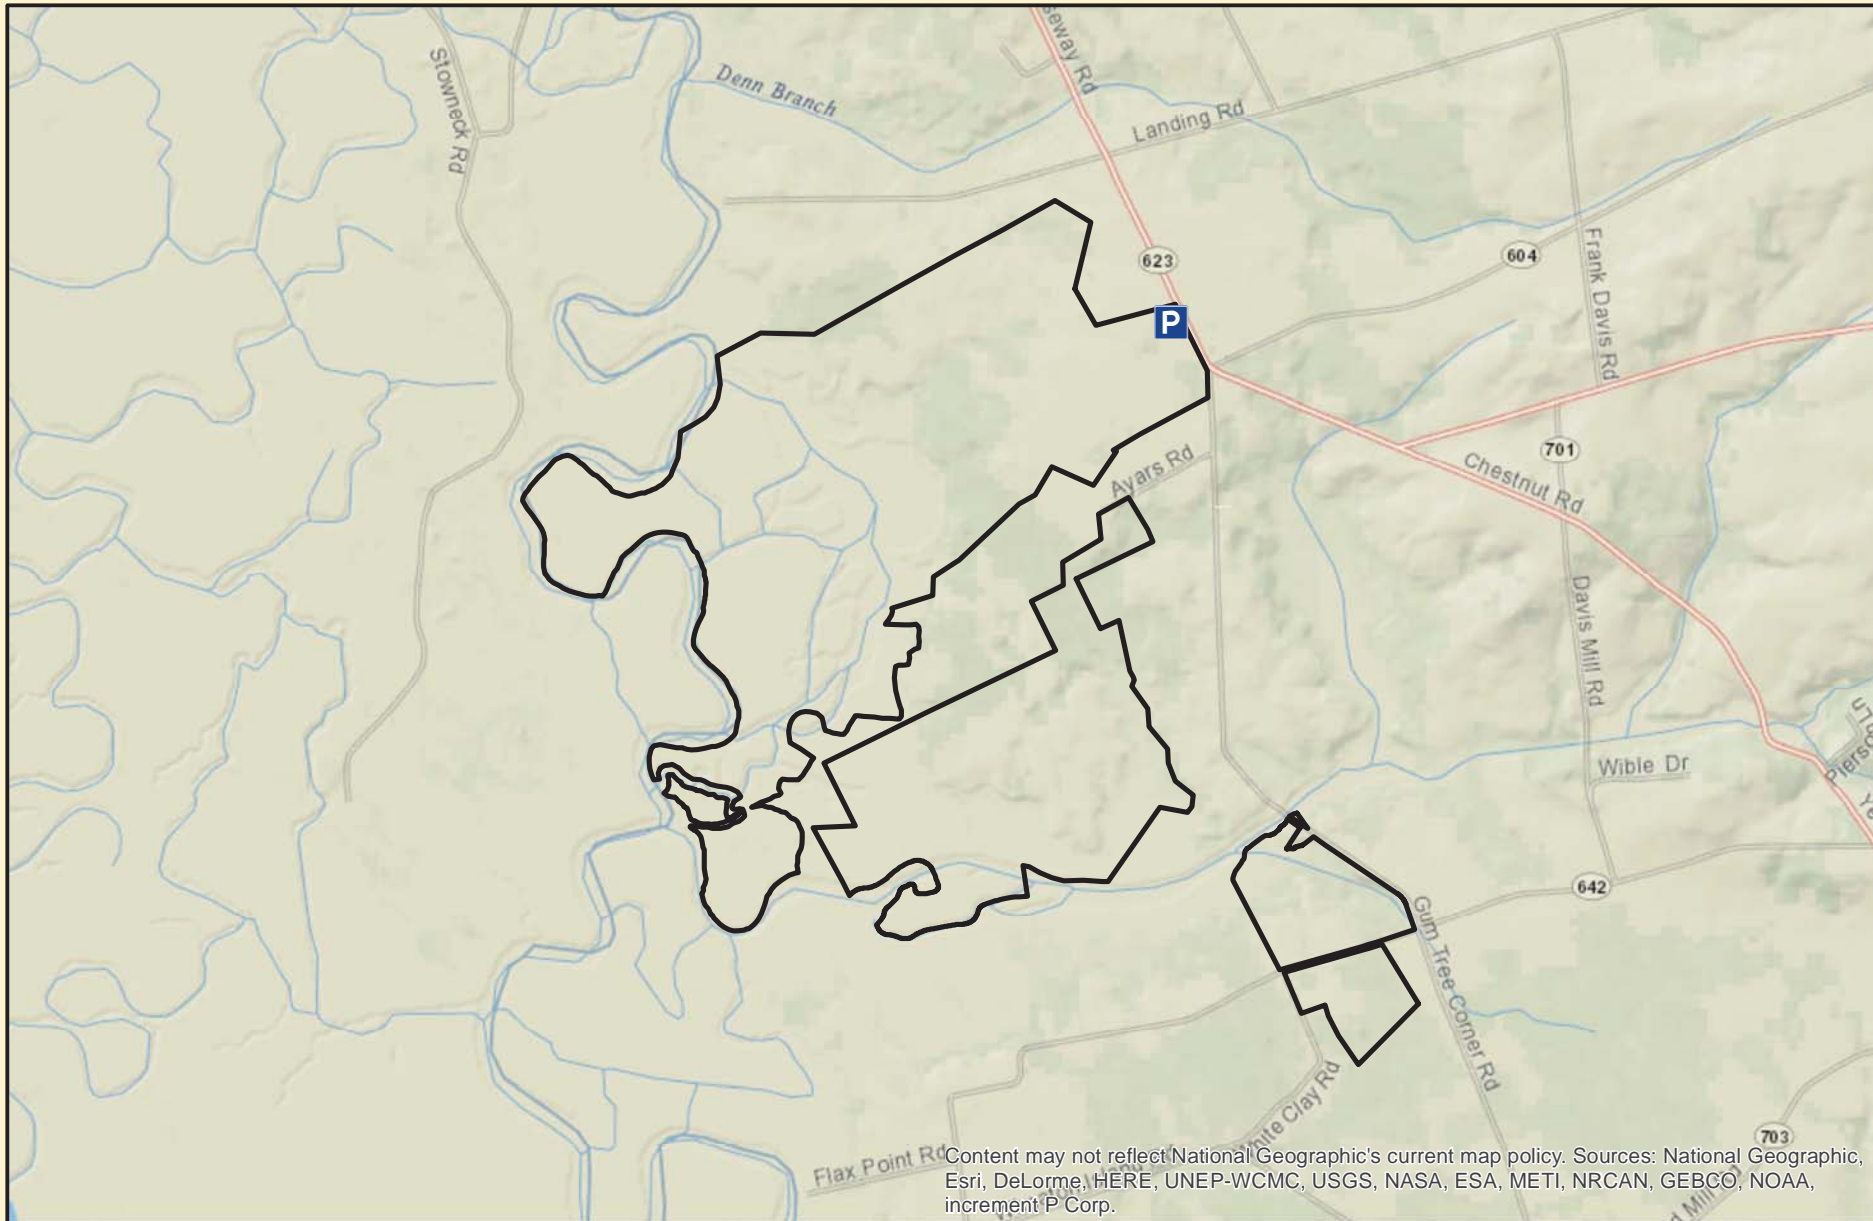 Stowneck Rd
Denn Branch
Landing Rd
623
P
604
Frank Davis Rd
Ayars Rd
701
Chestnut Rd
Davis Mill Rd
Wible Dr
642
Gum Tree Corner Rd
White Clay Rd
703
Flax Point Rd
Content may not reflect National Geographic's current map policy. Sources: National Geographic,
Esri, DeLorme, HERE, UNEP-WCMC, USGS, NASA, ESA, METI, NRCAN, GEBCO, NOAA,
increment P Corp.